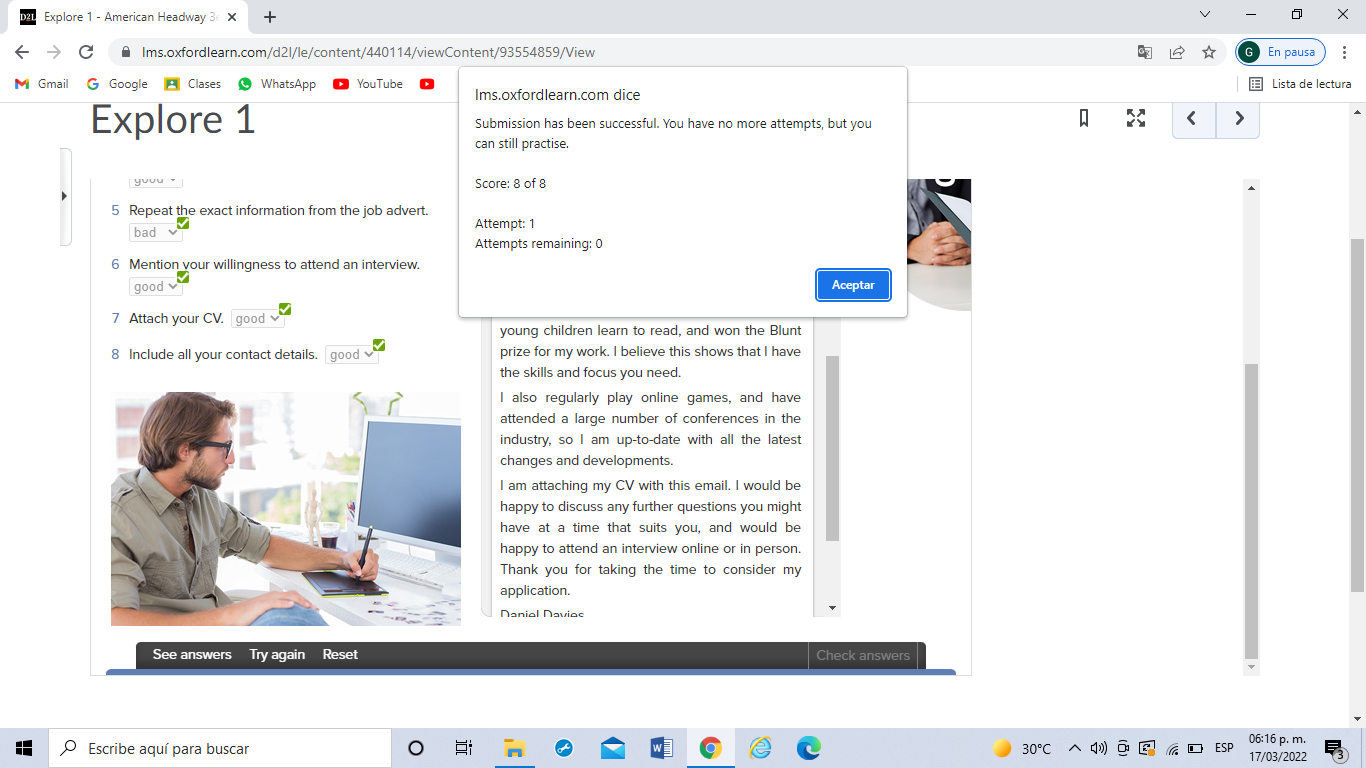 D2L Explore 1 - American Headway 3e
lms.oxfordlearn.com/d2l/le/content/440114/viewContent/93554859/View
G En pausa
Gmail Google Clases WhatsApp YouTube
Lista de lectura
lms.oxfordlearn.com dice
Submission has been successful. You have no more attempts, but you
can still practise.
Score: 8 of 8
Attempt: 1
Attempts remaining: 0
Aceptar
Explore 1
good
5 Repeat the exact information from the job advert.
bad
6 Mention your willingness to attend an interview.
good
7 Attach your CV. good
8 Include all your contact details. good
young children learn to read, and won the Blunt
prize for my work. I believe this shows that I have
the skills and focus you need.
I also regularly play online games, and have
attended a large number of conferences in the
industry, so I am up-to-date with all the latest
changes and developments.
I am attaching my CV with this email. I would be
happy to discuss any further questions you might
have at a time that suits you, and would be
happy to attend an interview online or in person.
Thank you for taking the time to consider my
application.
Daniel Davies
See answers Try again Reset
Check answers
Escribe aquí para buscar
30°C
ESP
06:16 p. m.
17/03/2022
3